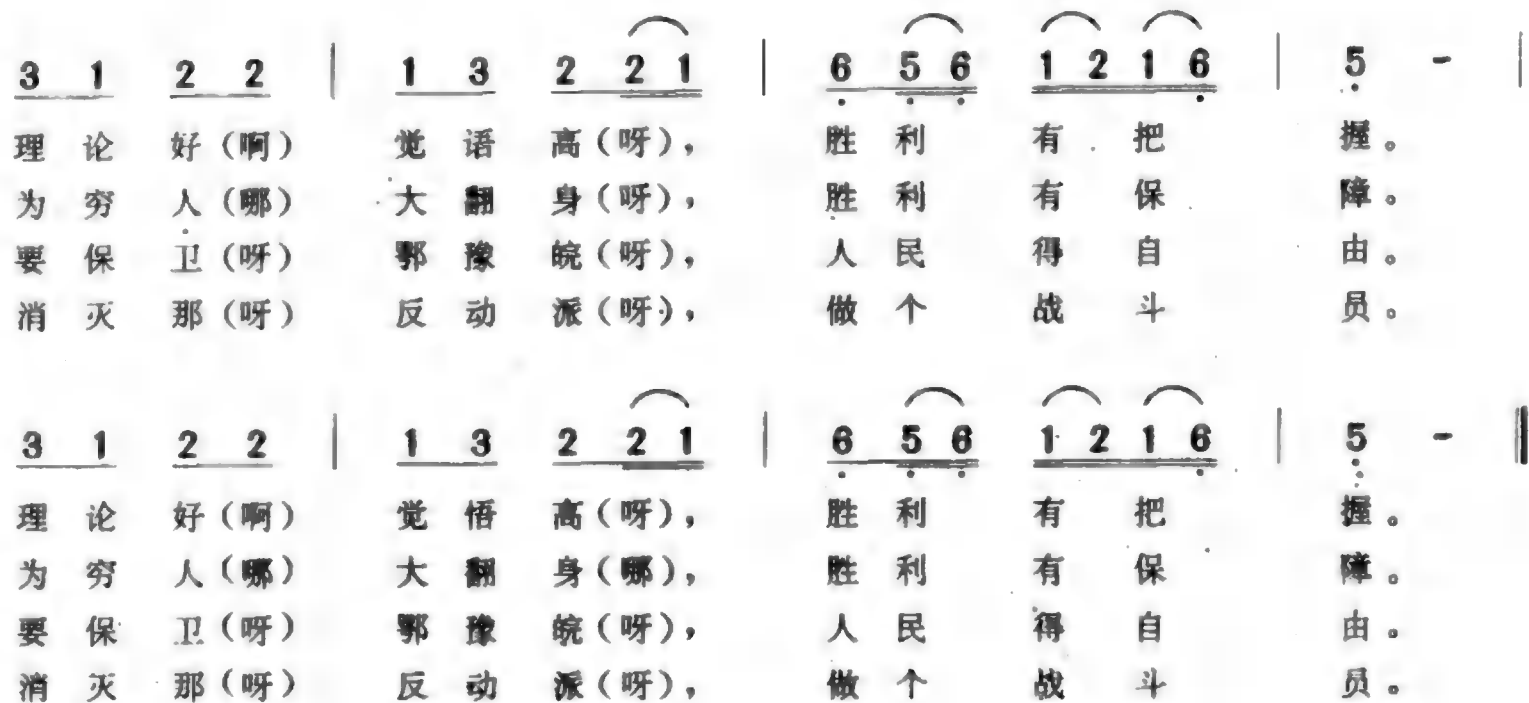 3 1 2 2 | 1 3 2 2 1 | 6 5 6 1 2 1 6 | 5 - |
理论好(啊) 觉语高(呀), 胜利有把握。
为穷人(哪) 大翻身(呀), 胜利有保障。
要保卫(呀) 鄂豫皖(呀), 人民得自由。
消灭那(呀) 反动派(呀), 做个战斗员。
3 1 2 2 | 1 3 2 2 1 | 6 5 6 1 2 1 6 | 5 - ‖
理论好(啊) 觉悟高(呀), 胜利有把握。
为穷人(哪) 大翻身(哪), 胜利有保障。
要保卫(呀) 鄂豫皖(呀), 人民得自由。
消灭那(呀) 反动派(呀), 做个战斗员。